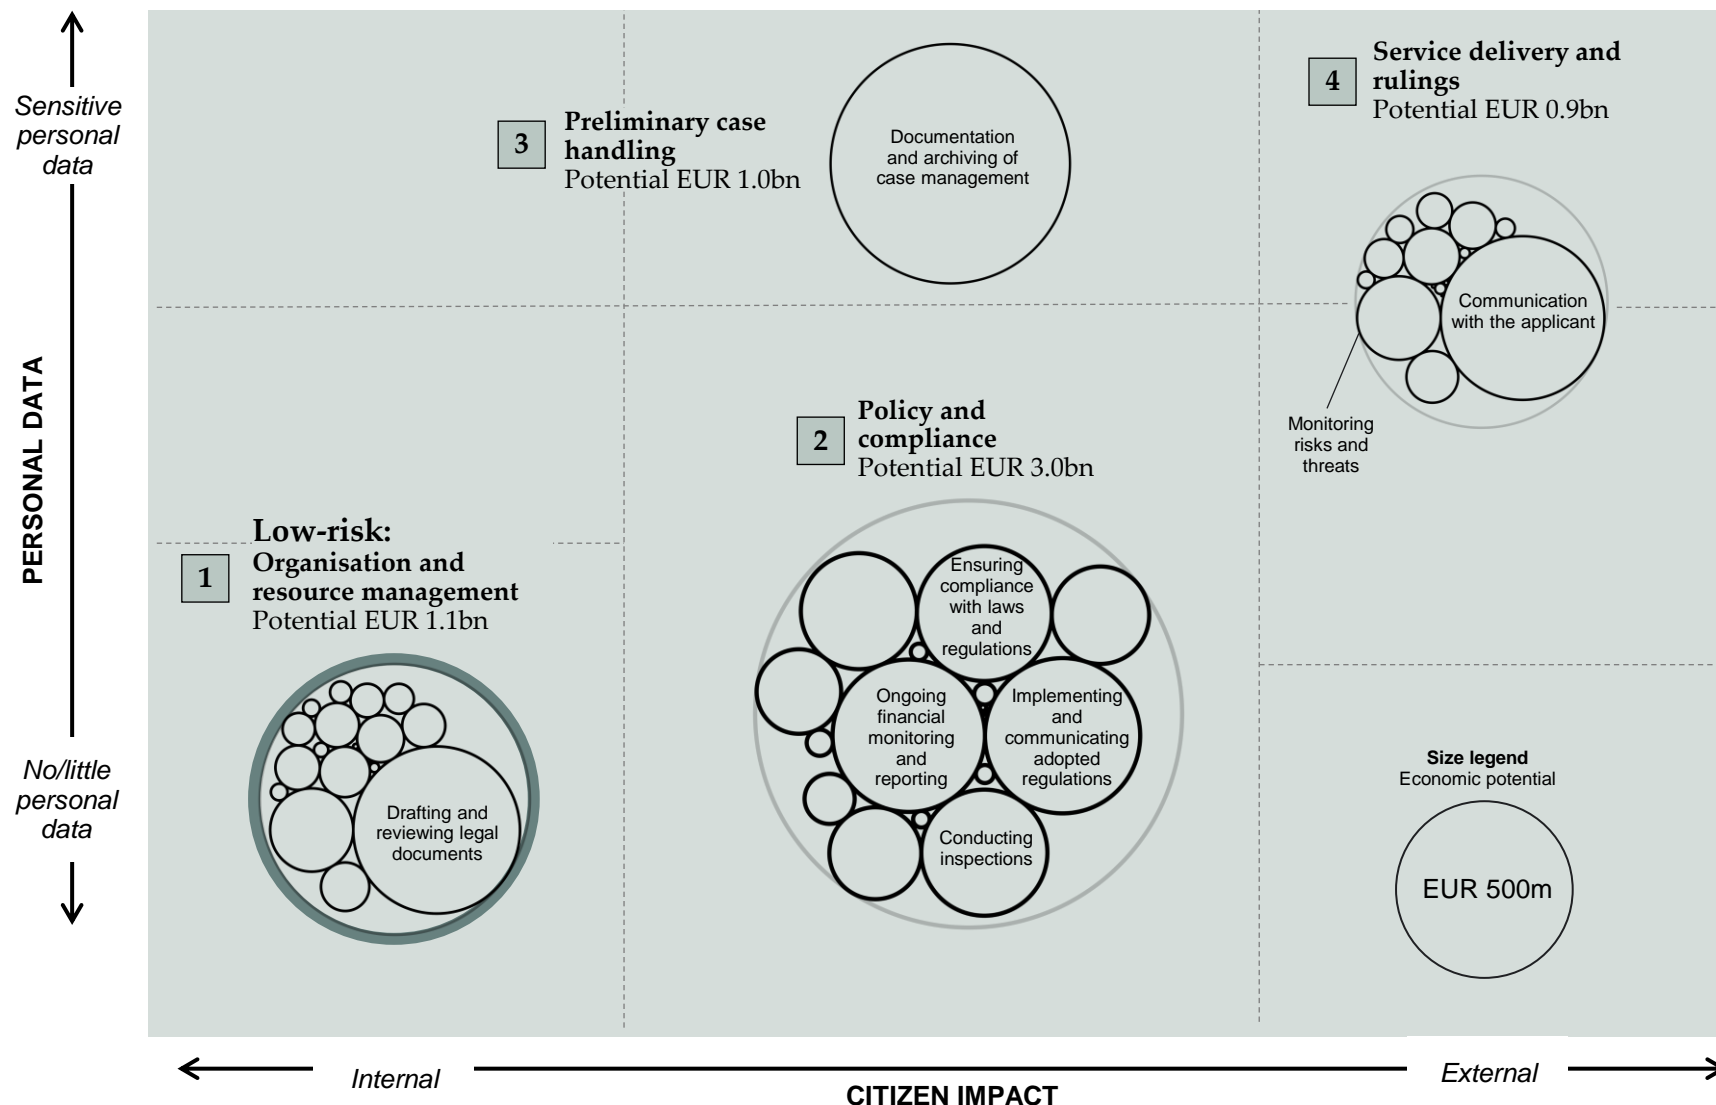 Sensitive
personal
data
PERSONAL DATA
No/little
personal
data
3
Preliminary case
handling
Potential EUR 1.0bn
Documentation
and archiving of
case management
4
Service delivery and
rulings
Potential EUR 0.9bn
Communication
with the applicant
Monitoring
risks and
threats
2
Policy and
compliance
Potential EUR 3.0bn
Ensuring
compliance
with laws
and
regulations
Ongoing
financial
monitoring
and
reporting
Implementing
and
communicating
adopted
regulations
Conducting
inspections
1
Low-risk:
Organisation and
resource management
Potential EUR 1.1bn
Drafting and
reviewing legal
documents
Size legend
Economic potential
EUR 500m
Internal
CITIZEN IMPACT
External